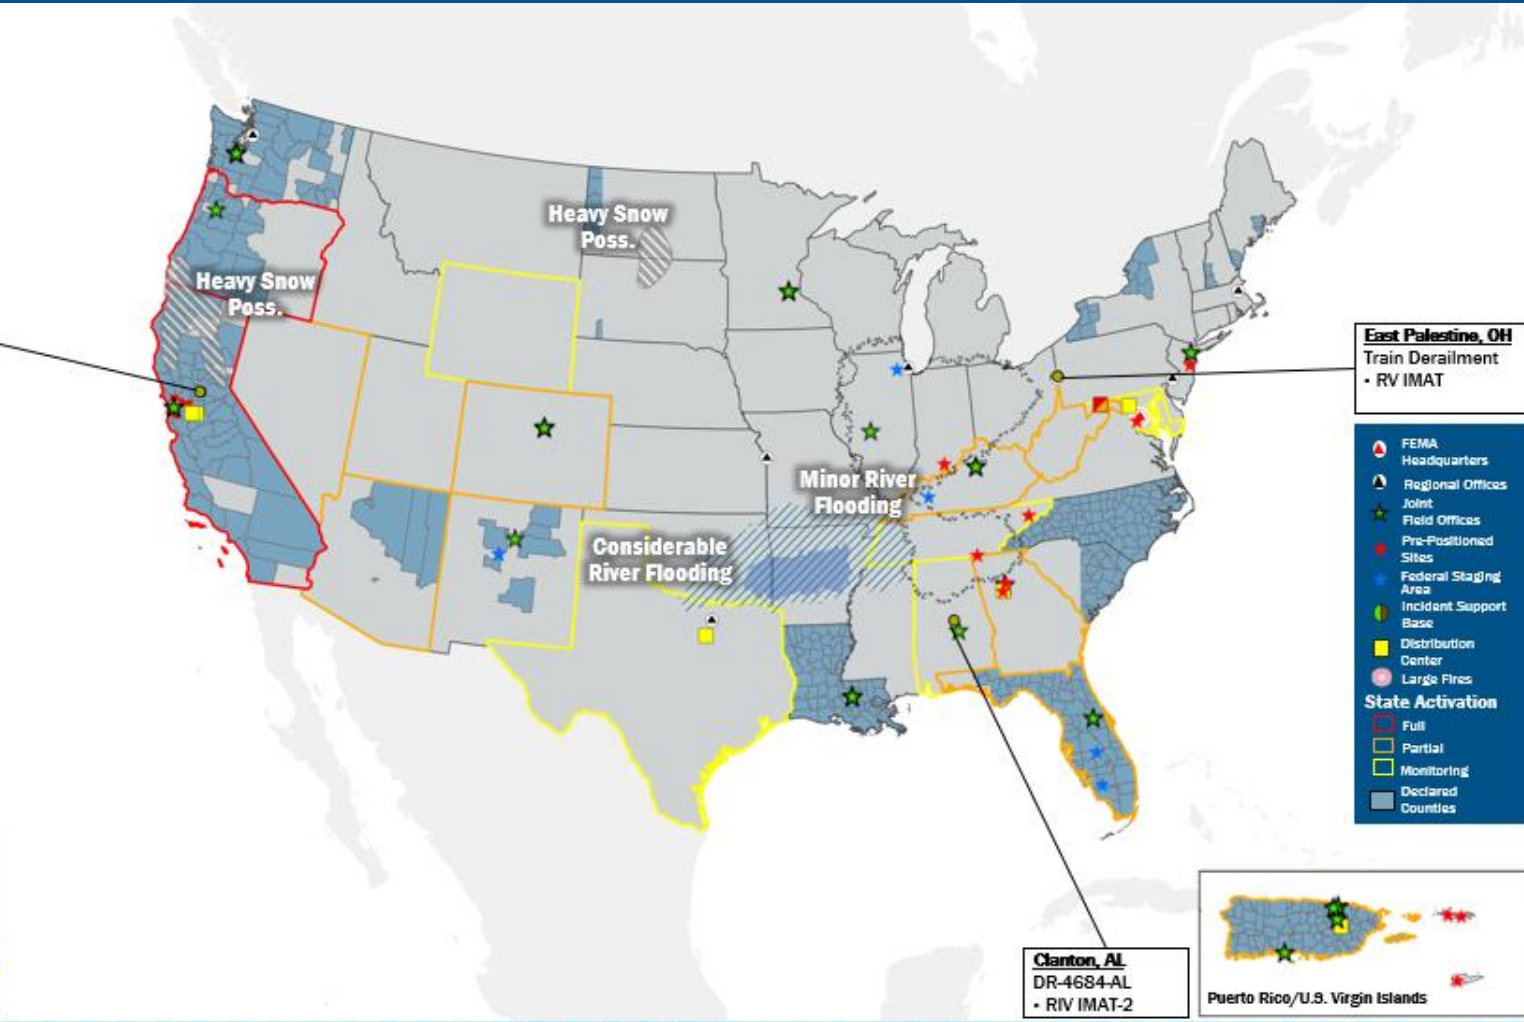 Heavy Snow
Poss.
Heavy Snow
Poss.
Minor River
Flooding
Considerable
River Flooding
East Palestine, OH
Train Derailment
• RV IMAT
FEMA
Headquarters
Regional Offices
Joint
Field Offices
Pre-Positioned
Sites
Federal Staging
Area
Incident Support
Base
Distribution
Center
Large Fires
State Activation
Full
Partial
Monitoring
Declared
Counties
Clanton, AL
DR-4684-AL
• RIV IMAT-2
Puerto Rico/U.S. Virgin Islands